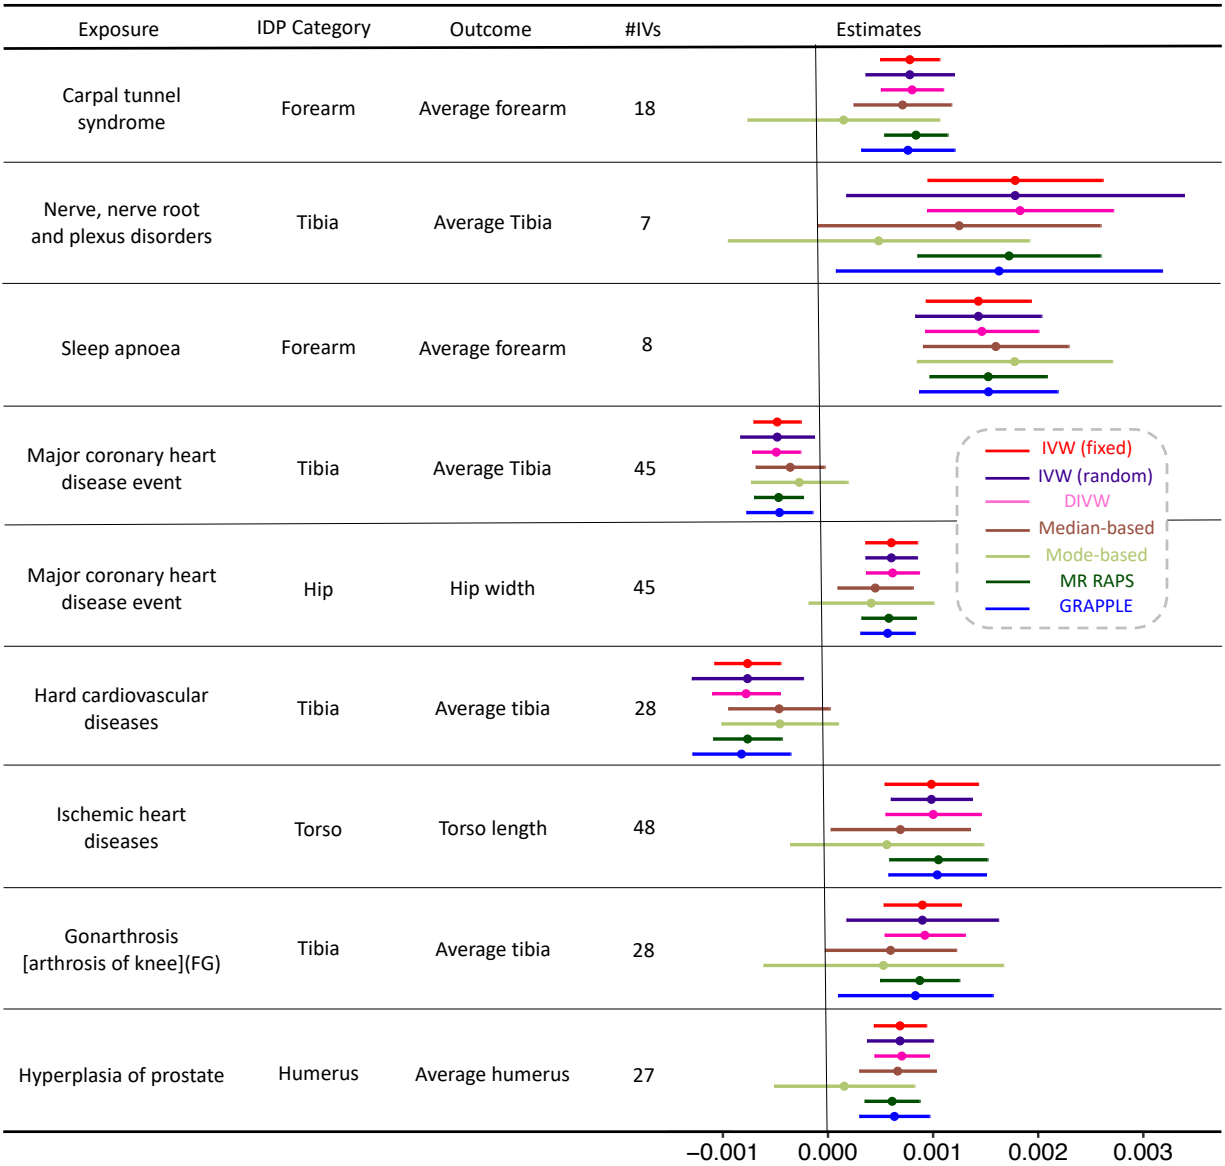 Exposure IDP Category Outcome #IVs Estimates
Carpal tunnel
syndrome
Forearm Average forearm 18
Nerve, nerve root
and plexus disorders
Tibia Average Tibia 7
Sleep apnoea Forearm Average forearm 8
Major coronary heart
disease event
Tibia Average Tibia 45
IVW (fixed)
IVW (random)
DIVW
Median-based
Mode-based
MR RAPS
GRAPPLE
Major coronary heart
disease event
Hip Hip width 45
Hard cardiovascular
diseases
Tibia Average tibia 28
Ischemic heart
diseases
Torso Torso length 48
Gonarthrosis
[arthrosis of knee](FG)
Tibia Average tibia 28
Hyperplasia of prostate Humerus Average humerus 27
−0.001 0.000 0.001 0.002 0.003